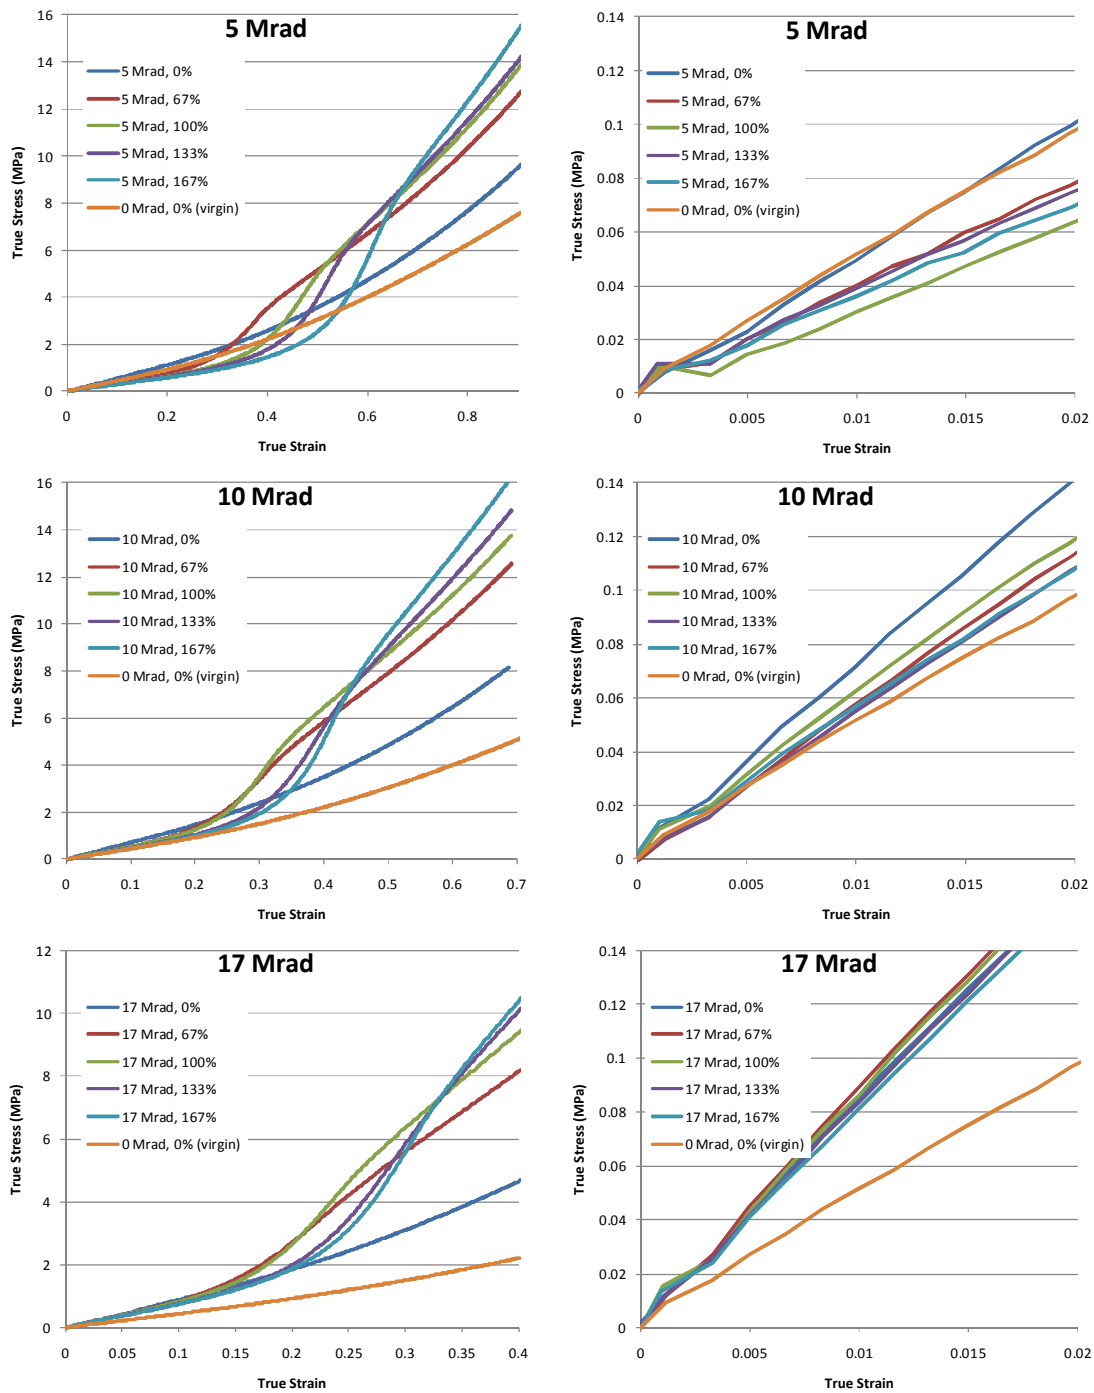 5 Mrad
True Stress (MPa)
16
14
12
10
8
6
4
2
0
5 Mrad, 0%
5 Mrad, 67%
5 Mrad, 100%
5 Mrad, 133%
5 Mrad, 167%
0 Mrad, 0% (virgin)
0 0.2 0.4 0.6 0.8
True Strain
5 Mrad
True Stress (MPa)
0.14
0.12
0.1
0.08
0.06
0.04
0.02
0
5 Mrad, 0%
5 Mrad, 67%
5 Mrad, 100%
5 Mrad, 133%
5 Mrad, 167%
0 Mrad, 0% (virgin)
0 0.005 0.01 0.015 0.02
True Strain
10 Mrad
True Stress (MPa)
16
14
12
10
8
6
4
2
0
10 Mrad, 0%
10 Mrad, 67%
10 Mrad, 100%
10 Mrad, 133%
10 Mrad, 167%
0 Mrad, 0% (virgin)
0 0.1 0.2 0.3 0.4 0.5 0.6 0.7
True Strain
10 Mrad
True Stress (MPa)
0.14
0.12
0.1
0.08
0.06
0.04
0.02
0
10 Mrad, 0%
10 Mrad, 67%
10 Mrad, 100%
10 Mrad, 133%
10 Mrad, 167%
0 Mrad, 0% (virgin)
0 0.005 0.01 0.015 0.02
True Strain
17 Mrad
True Stress (MPa)
12
10
8
6
4
2
0
17 Mrad, 0%
17 Mrad, 67%
17 Mrad, 100%
17 Mrad, 133%
17 Mrad, 167%
0 Mrad, 0% (virgin)
0 0.05 0.1 0.15 0.2 0.25 0.3 0.35 0.4
True Strain
17 Mrad
True Stress (MPa)
0.14
0.12
0.1
0.08
0.06
0.04
0.02
0
17 Mrad, 0%
17 Mrad, 67%
17 Mrad, 100%
17 Mrad, 133%
17 Mrad, 167%
0 Mrad, 0% (virgin)
0 0.005 0.01 0.015 0.02
True Strain